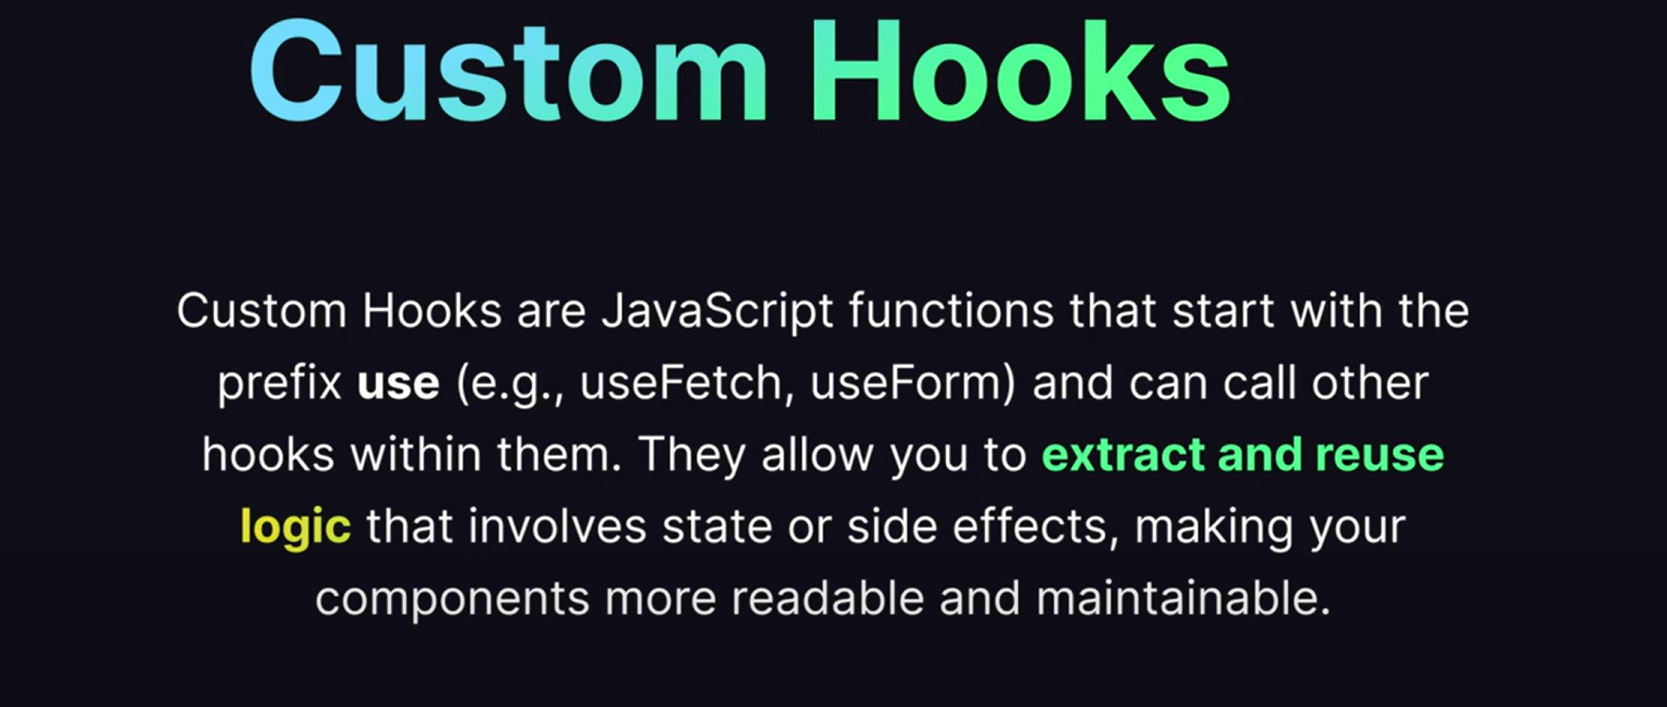 Custom Hooks
Custom Hooks are JavaScript functions that start with the
prefix use (e.g., useFetch, useForm) and can call other
hooks within them. They allow you to extract and reuse
logic that involves state or side effects, making your
components more readable and maintainable.